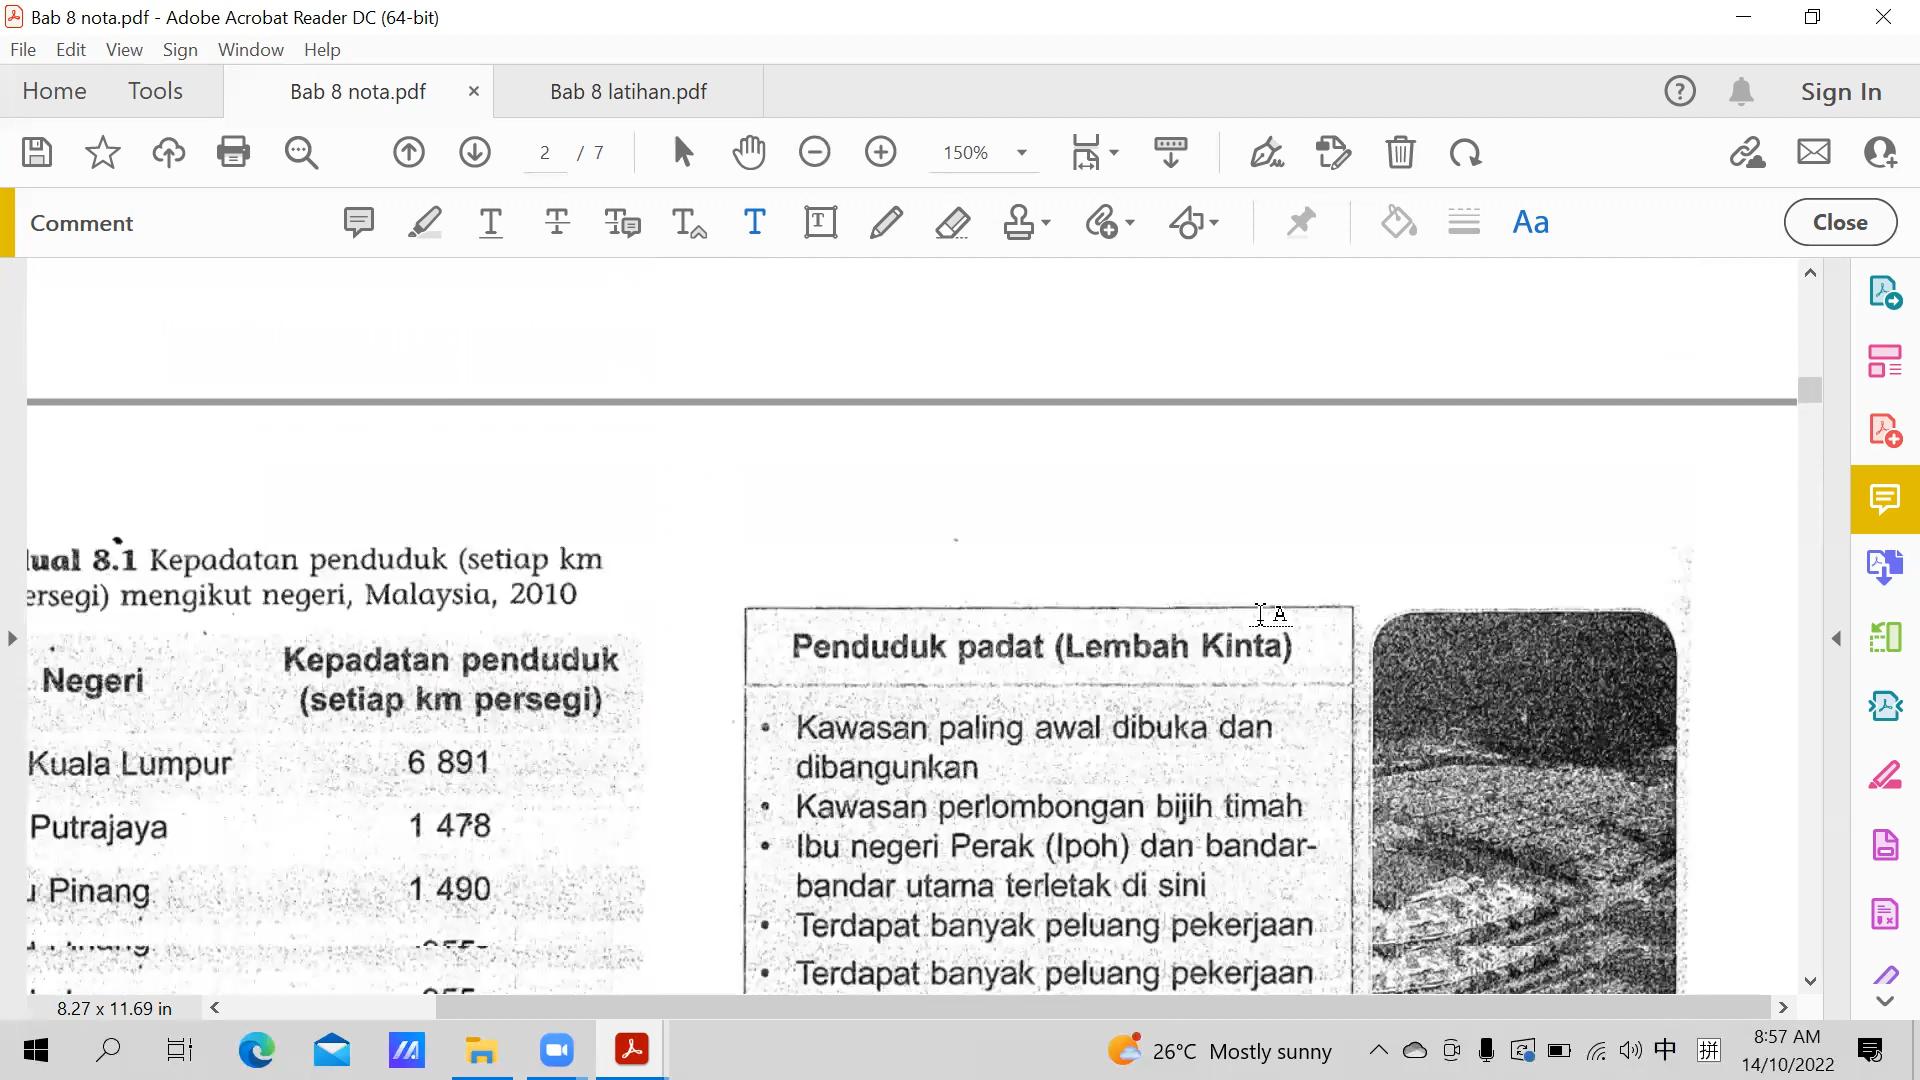 Bab 8 nota.pdf - Adobe Acrobat Reader DC (64-bit)
File Edit View Sign Window Help
Home Tools Bab 8 nota.pdf × Bab 8 latihan.pdf Sign In
2 / 7 150%
Comment Aa Close
8.1 Kepadatan penduduk (setiap km
mengikut negeri, Malaysia, 2010
Negeri
Kepadatan penduduk
(setiap km persegi)
Kuala Lumpur 6 891
Putrajaya 1 478
Pinang 1 490
Penduduk padat (Lembah Kinta)
• Kawasan paling awal dibuka dan
dibangunkan
• Kawasan perlombongan bijih timah
• Ibu negeri Perak (Ipoh) dan bandar-
bandar utama terletak di sini
• Terdapat banyak peluang pekerjaan
• Terdapat banyak peluang pekerjaan
8.27 x 11.69 in
26°C Mostly sunny 中 拼 8:57 AM
14/10/2022